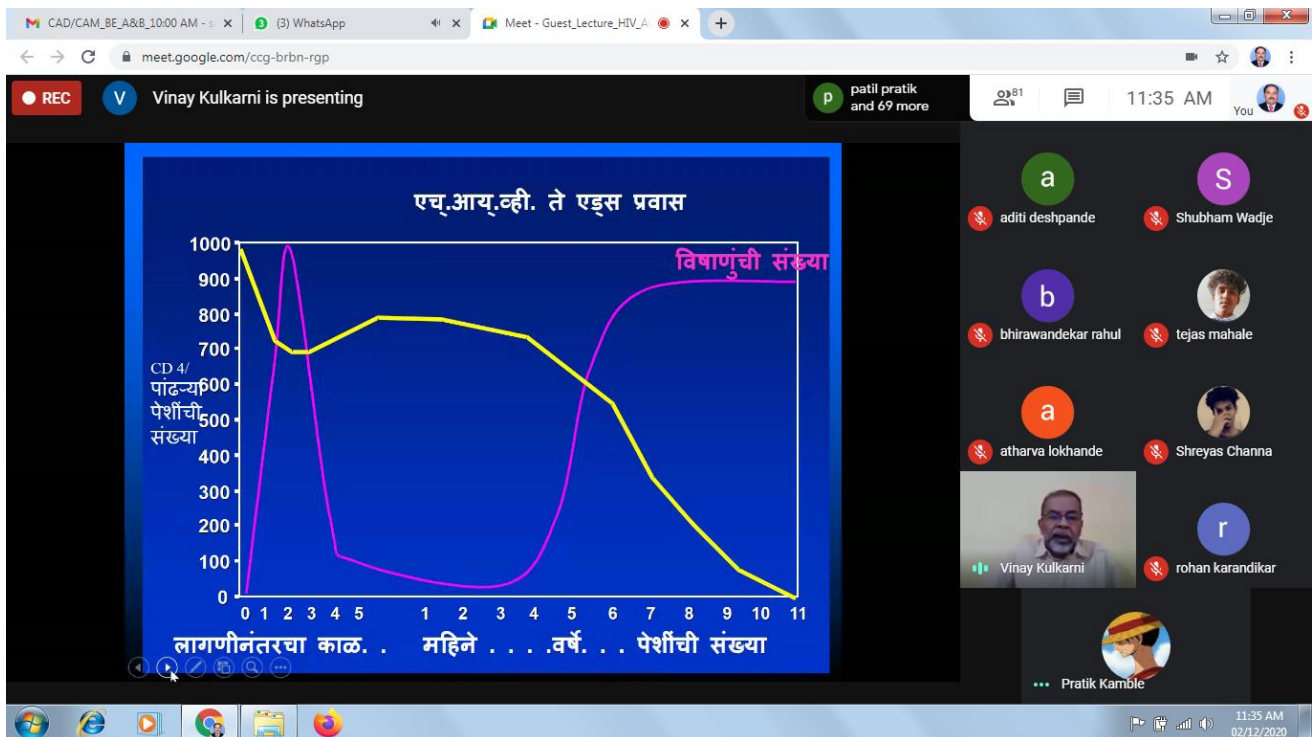 CAD/CAM_BE_A&B_10:00 AM - s
(3) WhatsApp
Meet - Guest_Lecture_HIV_A
meet.google.com/ccg-brbn-rgp
REC
V
Vinay Kulkarni is presenting
p
patil pratik
and 69 more
81
11:35 AM
You
एच्.आय्.व्ही. ते एड्स प्रवास
विषाणुंची संख्या
1000
900
800
700
600
500
400
300
200
100
0
CD 4/
पांढऱ्या
पेशींची
संख्या
0 1 2 3 4 5 1 2 3 4 5 6 7 8 9 10 11
लागणीनंतरचा काळ. . महिने . . . .वर्षे. . . पेशींची संख्या
a
aditi deshpande
S
Shubham Wadje
b
bhirawandekar rahul
tejas mahale
a
atharva lokhande
Shreyas Channa
Vinay Kulkarni
r
rohan karandikar
Pratik Kamble
11:35 AM
02/12/2020